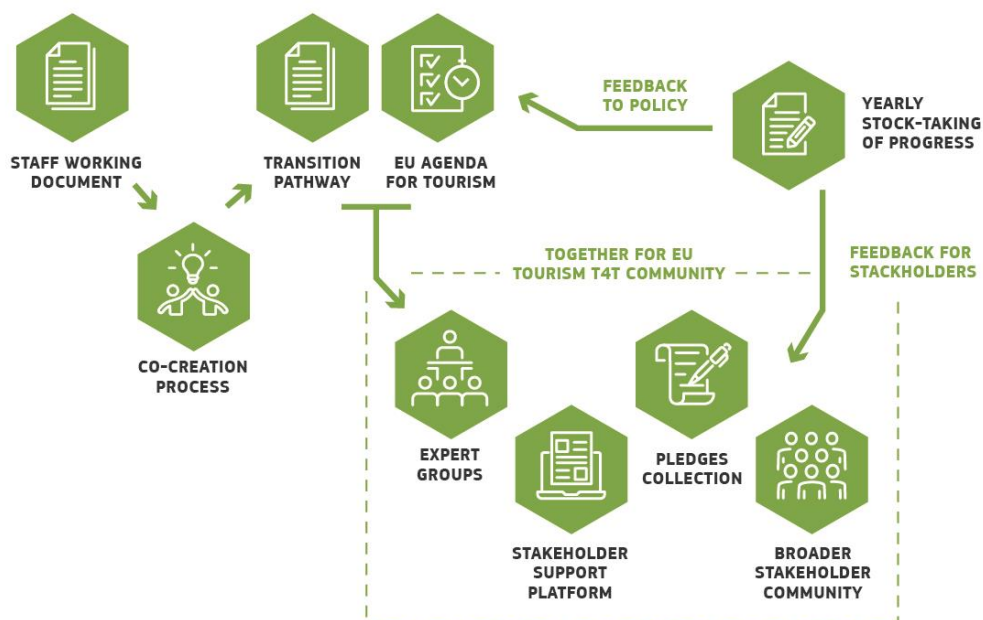 STAFF WORKING
DOCUMENT
TRANSITION
PATHWAY
EU AGENDA
FOR TOURISM
FEEDBACK
TO POLICY
YEARLY
STOCK-TAKING
OF PROGRESS
CO-CREATION
PROCESS
TOGETHER FOR EU
TOURISM T4T COMMUNITY
FEEDBACK FOR
STACKHOLDERS
EXPERT
GROUPS
STAKEHOLDER
SUPPORT
PLATFORM
PLEDGES
COLLECTION
BROADER
STAKEHOLDER
COMMUNITY